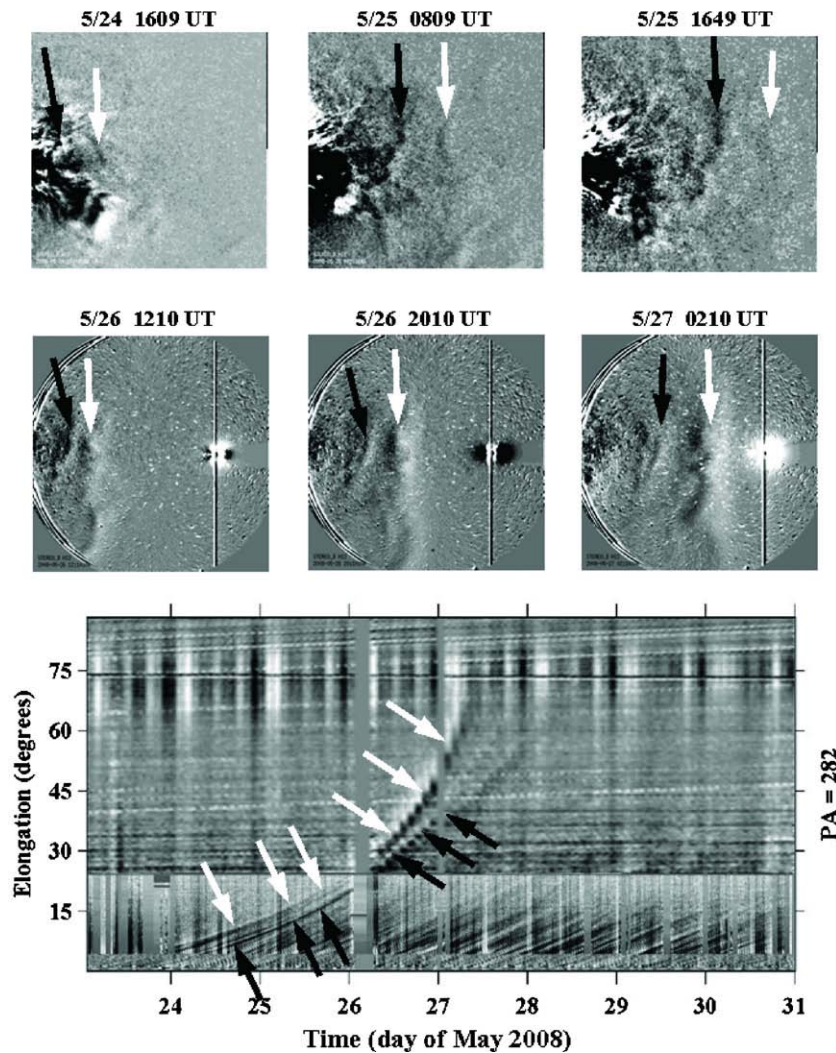 5/24 1609 UT
5/25 0809 UT
5/25 1649 UT
5/26 1210 UT
5/26 2010 UT
5/27 0210 UT
75
60
45
30
15
Elongation (degrees)
PA = 282
24
25
26
27
28
29
30
31
Time (day of May 2008)